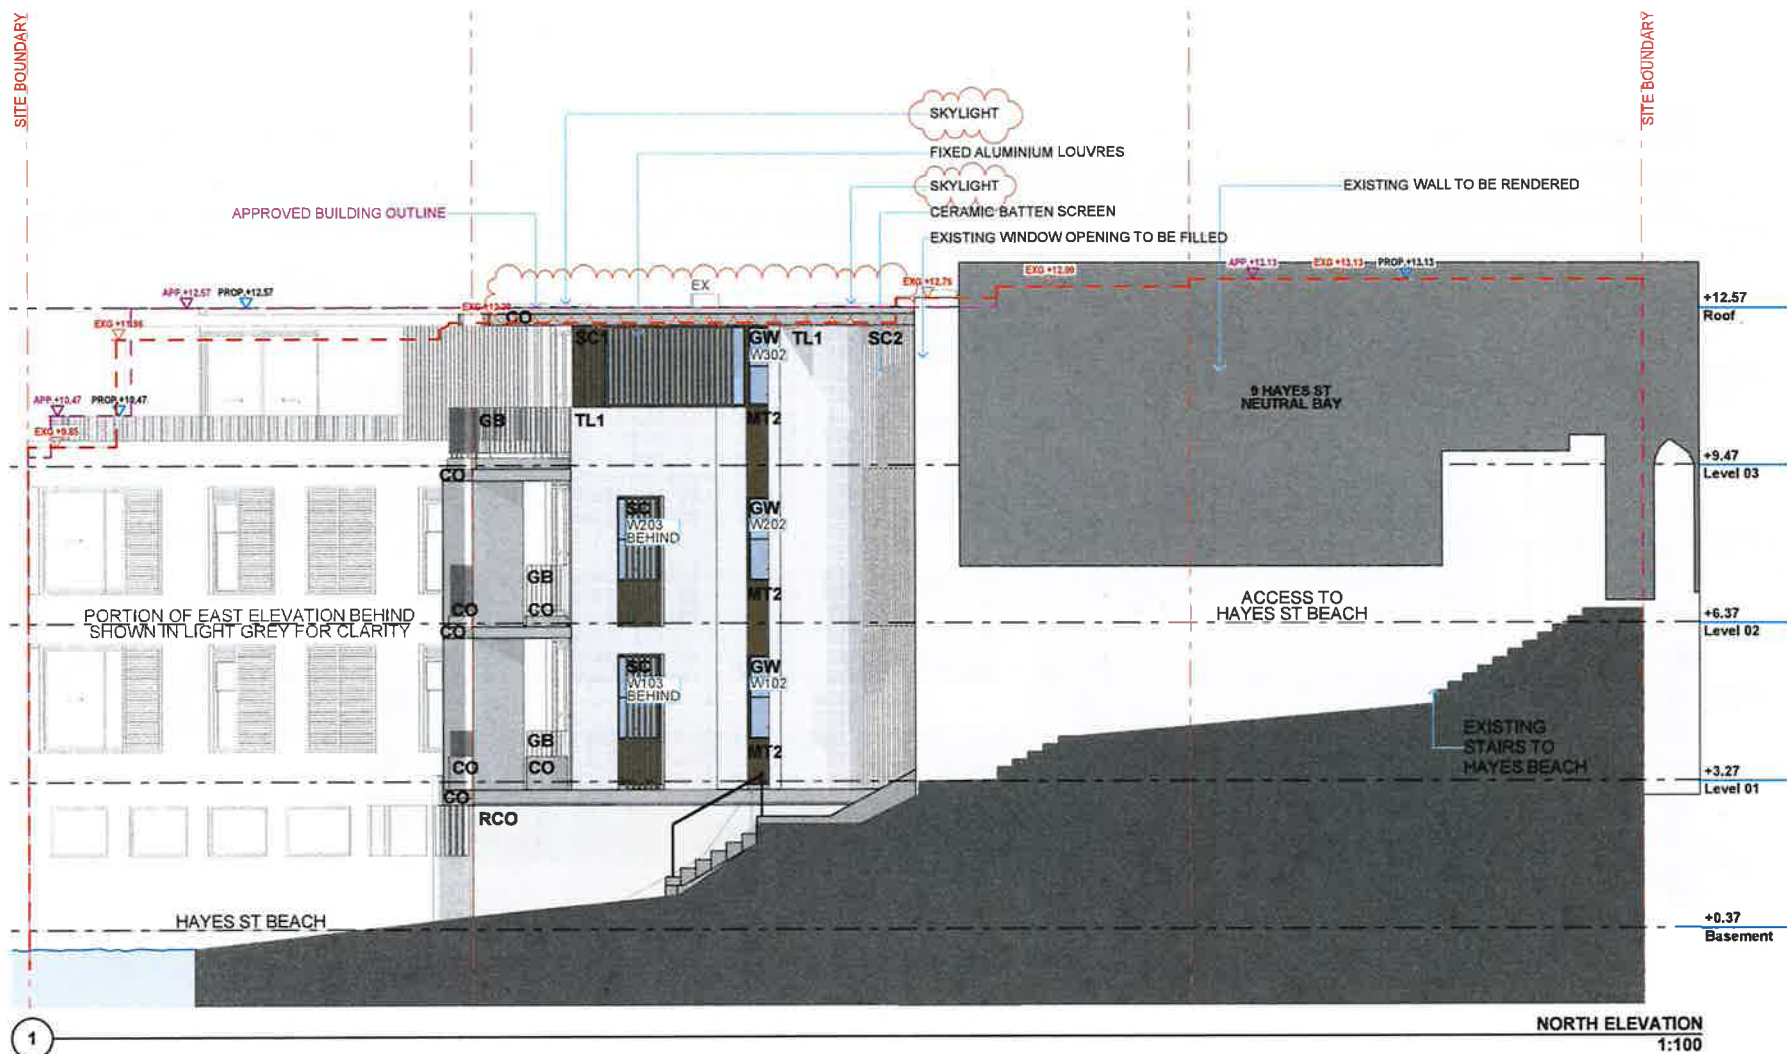 SITE BOUNDARY
SITE BOUNDARY
SKYLIGHT
FIXED ALUMINIUM LOUVRES
SKYLIGHT
EXISTING WALL TO BE RENDERED
APPROVED BUILDING OUTLINE
CERAMIC BATTEN SCREEN
EXISTING WINDOW OPENING TO BE FILLED
APP.+13.13
EXG +13.13
PROP.+13.13
EXG +12.76
EX
APP.+12.57
PROP.+12.57
+12.57
Roof
CO
SC1
GW
W302
TL1
SC2
9 HAYES ST
NEUTRAL BAY
APP.+10.47
PROP.+10.47
EXG +9.85
GB
TL1
MT2
+9.47
Level 03
CO
SC
W203
BEHIND
GW
W202
GB
CO
CO
MT2
ACCESS TO
HAYES ST BEACH
PORTION OF EAST ELEVATION BEHIND
SHOWN IN LIGHT GREY FOR CLARITY
CO
+6.37
Level 02
SC
W103
BEHIND
GW
W102
GB
CO
CO
MT2
EXISTING
STAIRS TO
HAYES BEACH
CO
+3.27
Level 01
RCO
HAYES ST BEACH
+0.37
Basement
1
NORTH ELEVATION
1:100